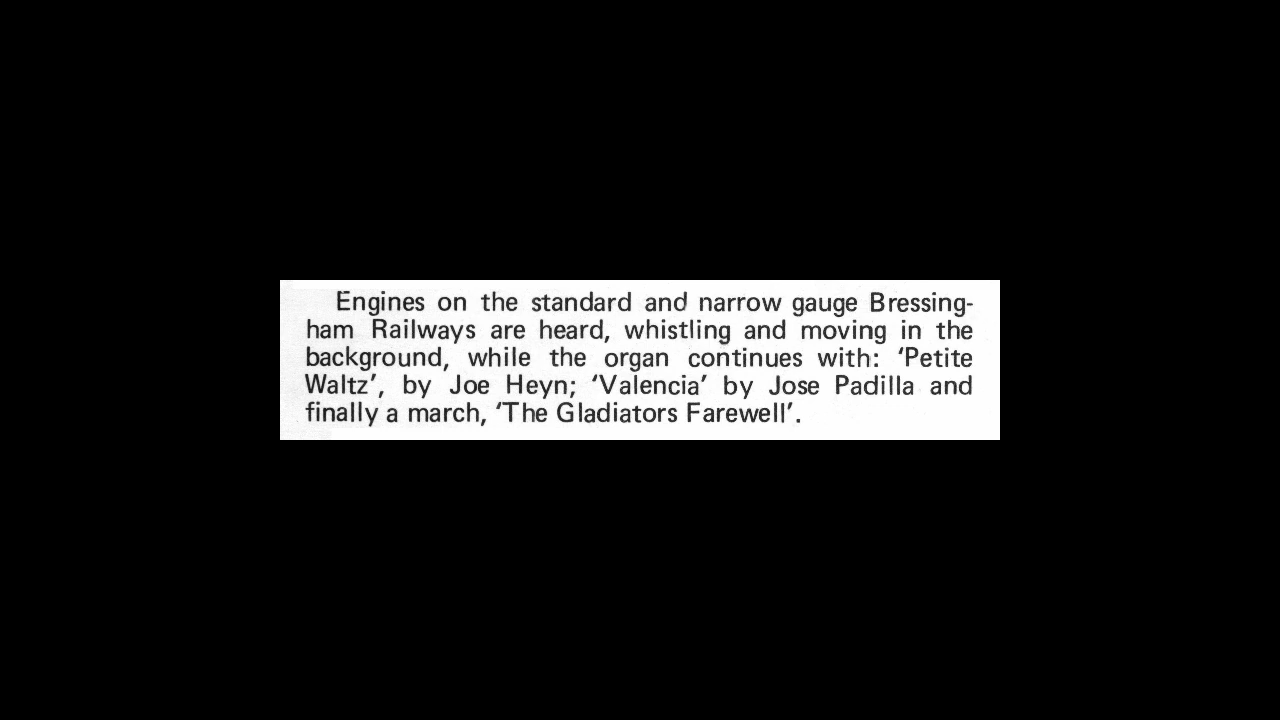 Engines on the standard and narrow gauge Bressing-
ham Railways are heard, whistling and moving in the
background, while the organ continues with: ‘Petite
Waltz’, by Joe Heyn; ‘Valencia’ by Jose Padilla and
finally a march, ‘The Gladiators Farewell’.